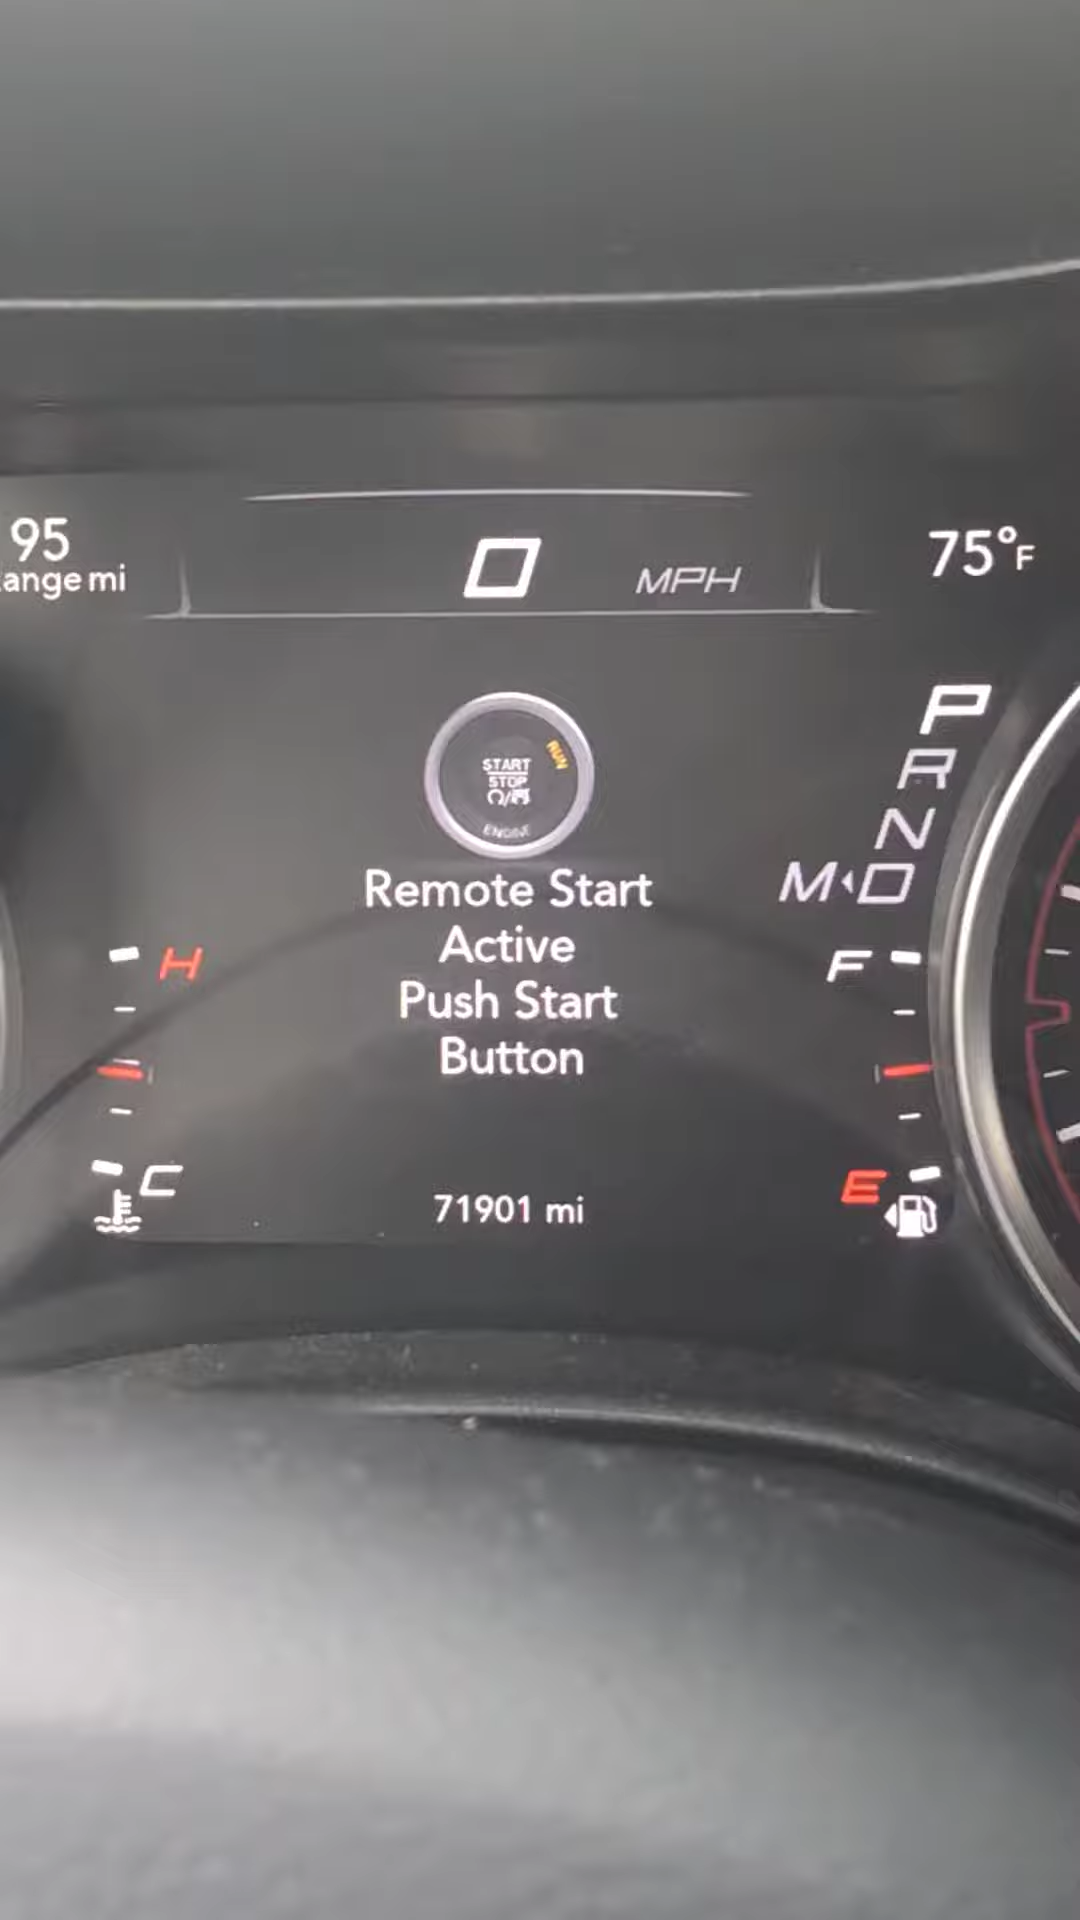 95
ange mi
0 MPH
75°F
START
STOP
RUN
ENGINE
P
R
N
M D
Remote Start
Active
Push Start
Button
H
C
F
E
71901 mi